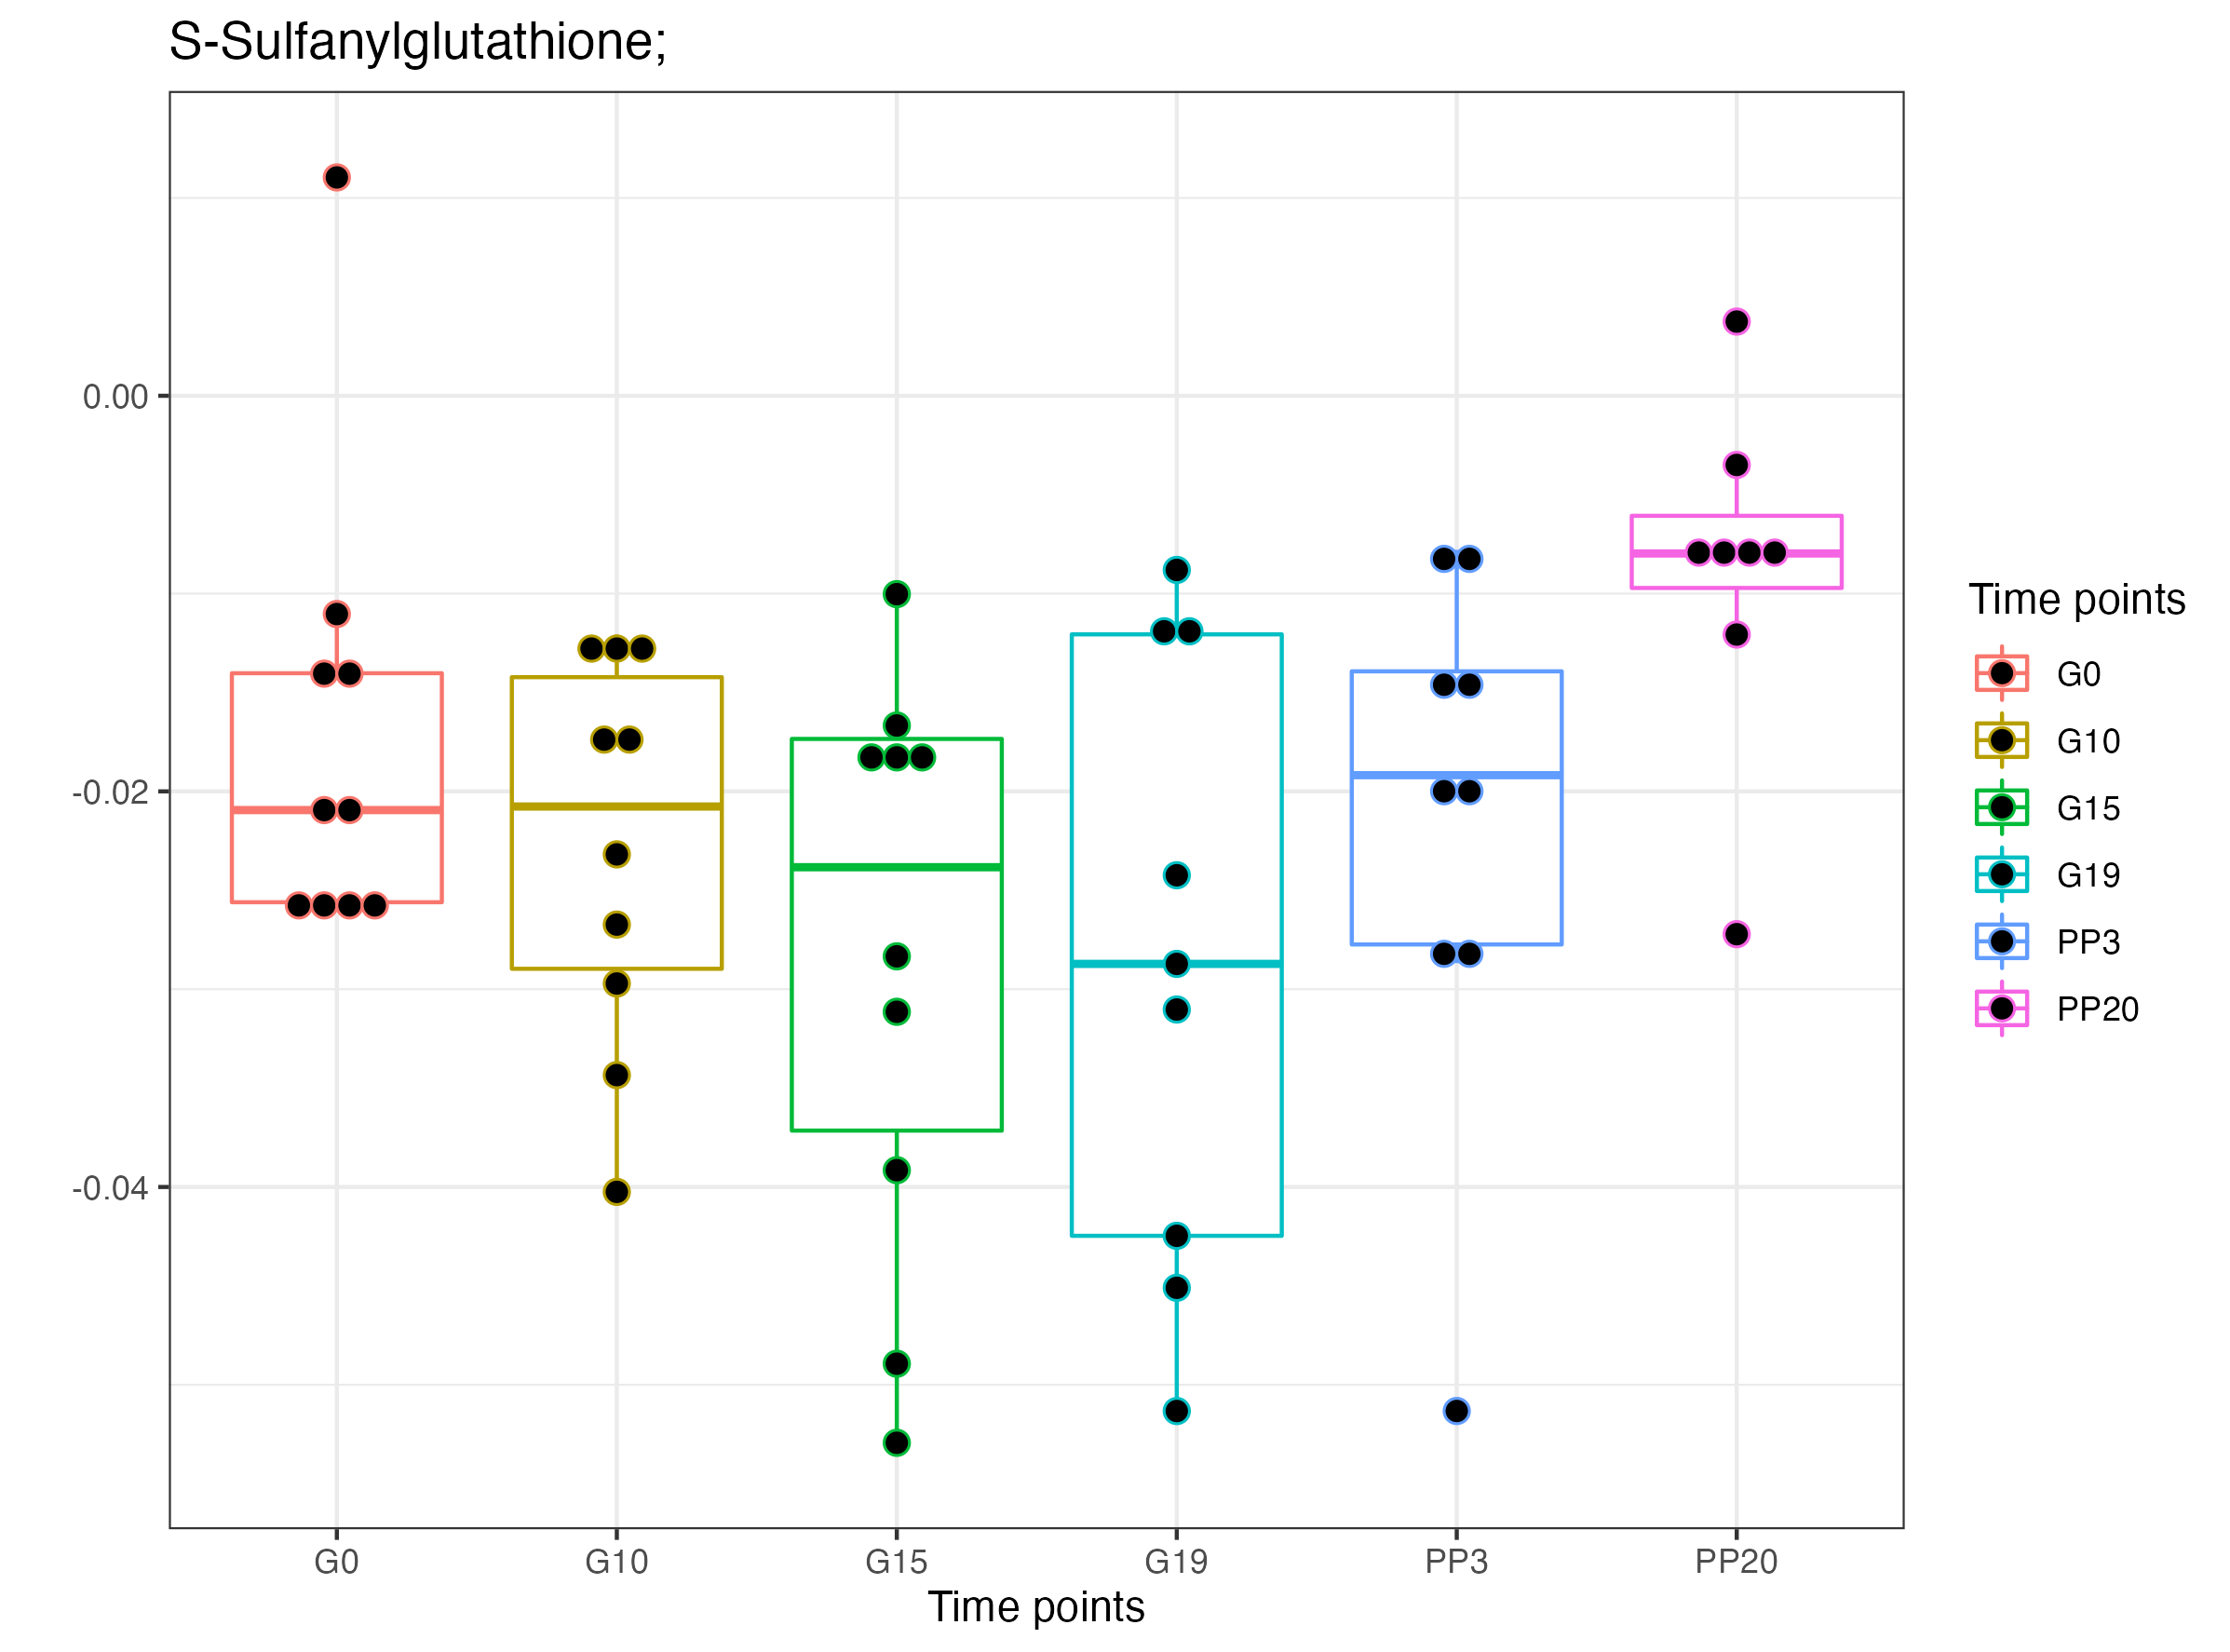 S-Sulfanylglutathione;
0.00
-0.02
-0.04
G0 G10 G15 G19 PP3 PP20
Time points
Time points
G0
G10
G15
G19
PP3
PP20